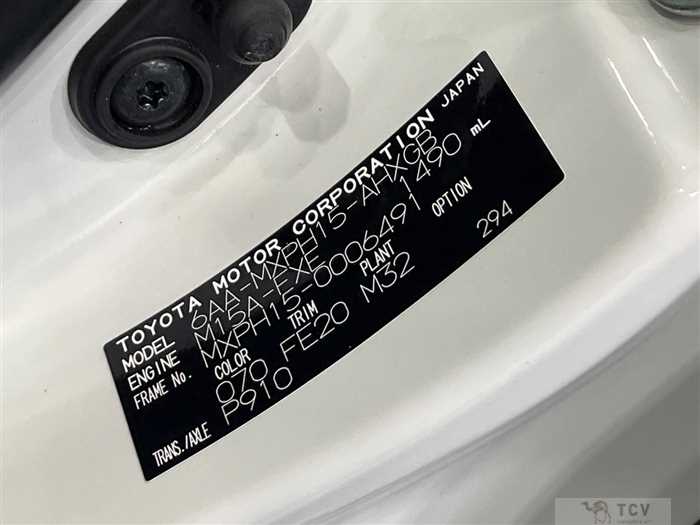 TOYOTA MOTOR CORPORATION JAPAN
MODEL 6AA-MXPH15-AHXGB
ENGINE M15A-FXE 1490 mL
FRAME No. MXPH15-0006491
COLOR TRIM PLANT OPTION
070 FE20 M32 294
TRANS./AXLE P910
TCV